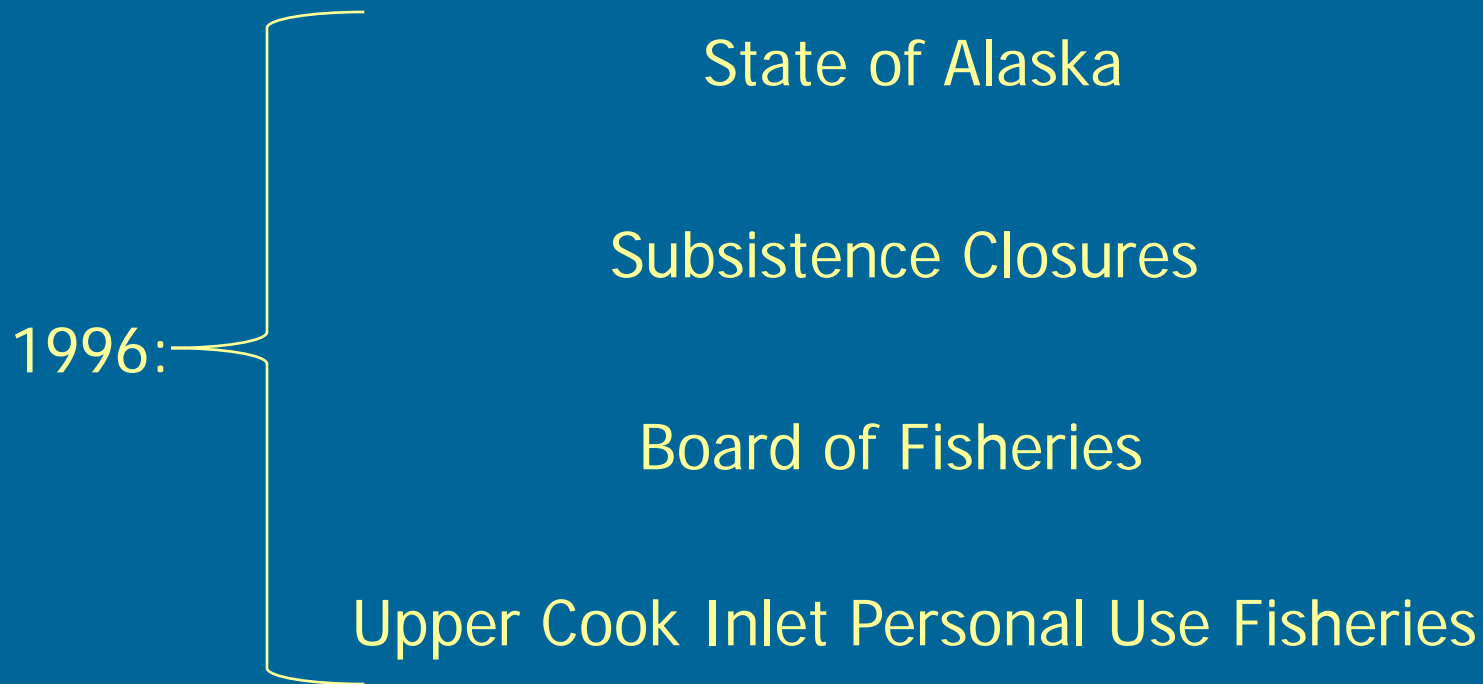 State of Alaska
Subsistence Closures
1996:
Board of Fisheries
Upper Cook Inlet Personal Use Fisheries